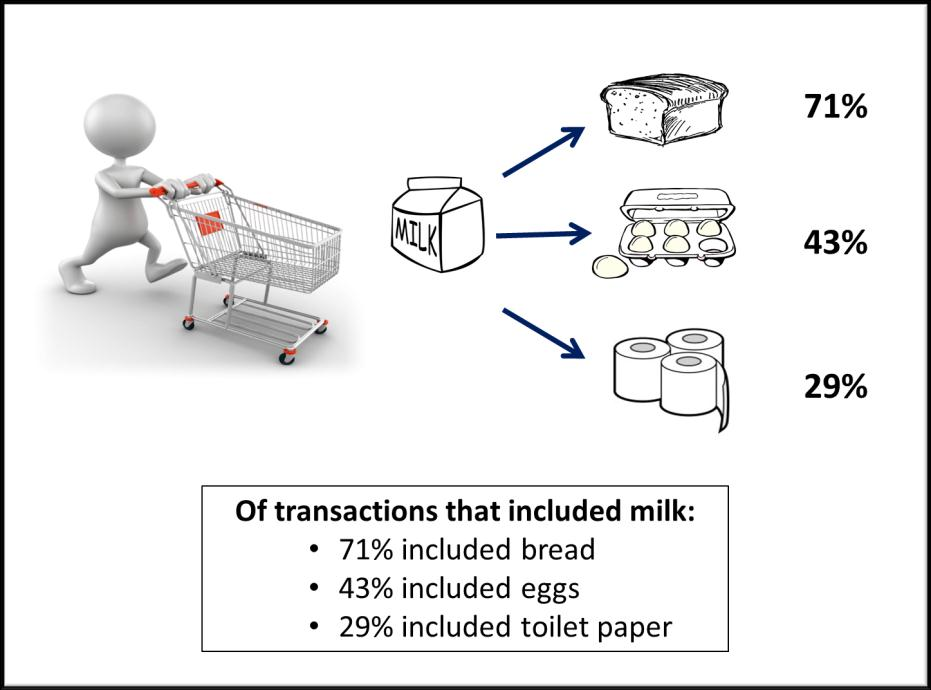 71%
MILK
43%
29%
Of transactions that included milk:
• 71% included bread
• 43% included eggs
• 29% included toilet paper